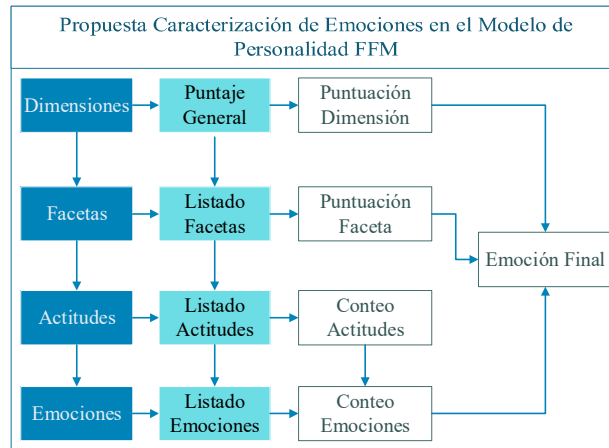 Propuesta Caracterización de Emociones en el Modelo de
Personalidad FFM
Dimensiones
Puntaje
General
Puntuación
Dimensión
Facetas
Listado
Facetas
Puntuación
Faceta
Emoción Final
Actitudes
Listado
Actitudes
Conteo
Actitudes
Emociones
Listado
Emociones
Conteo
Emociones